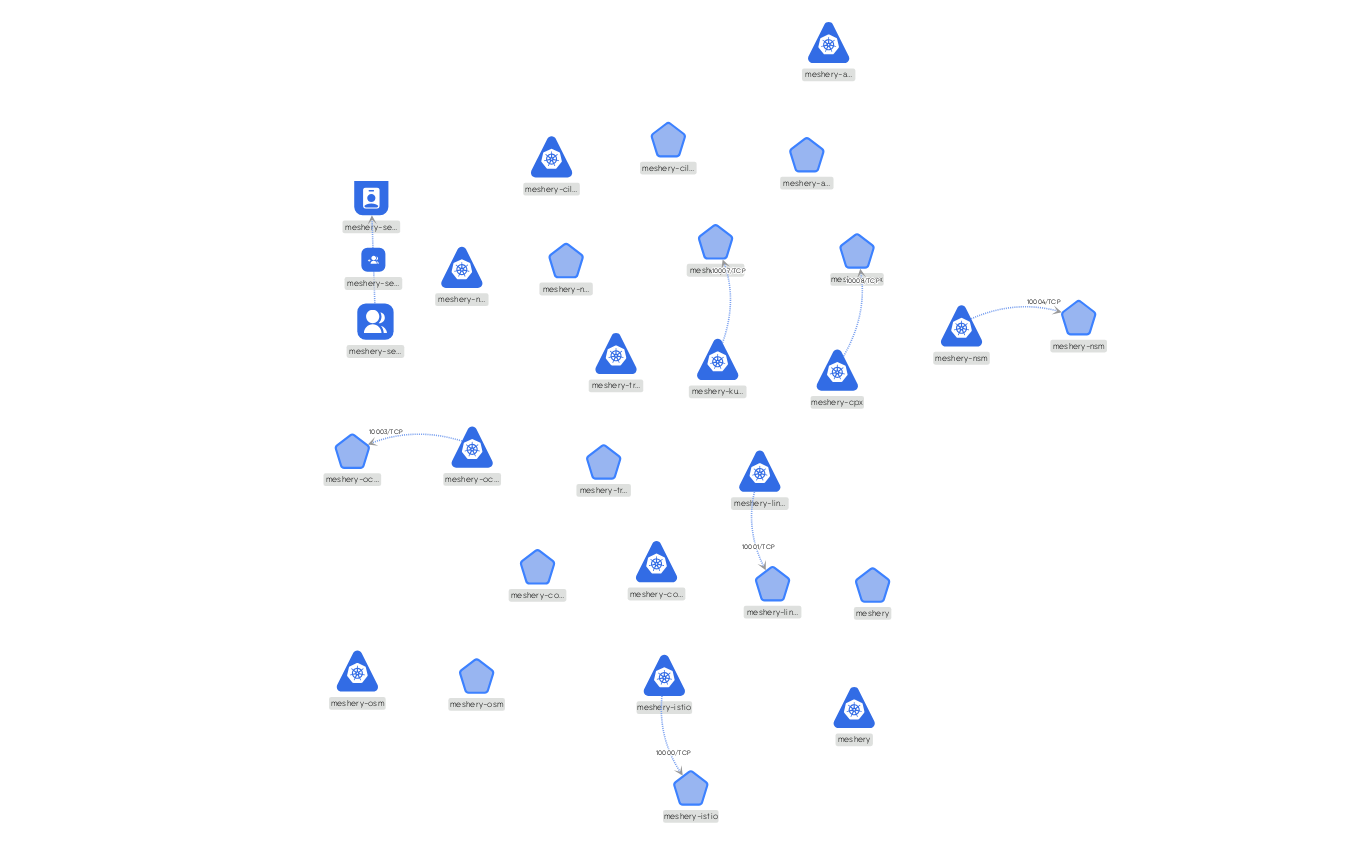 meshery-a...
meshery-cil...
meshery-cil...
meshery-a...
meshery-se...
meshery-se...
meshery-n...
meshery-n...
10007/TCP
10008/TCP
10004/TCP
meshery-se...
meshery-tr...
meshery-ku...
meshery-cpx
meshery-nsm
meshery-nsm
10003/TCP
meshery-oc...
meshery-oc...
meshery-tr...
meshery-lin...
10001/TCP
meshery-co...
meshery-co...
meshery-lin...
meshery
meshery-osm
meshery-osm
meshery-istio
meshery
10000/TCP
meshery-istio